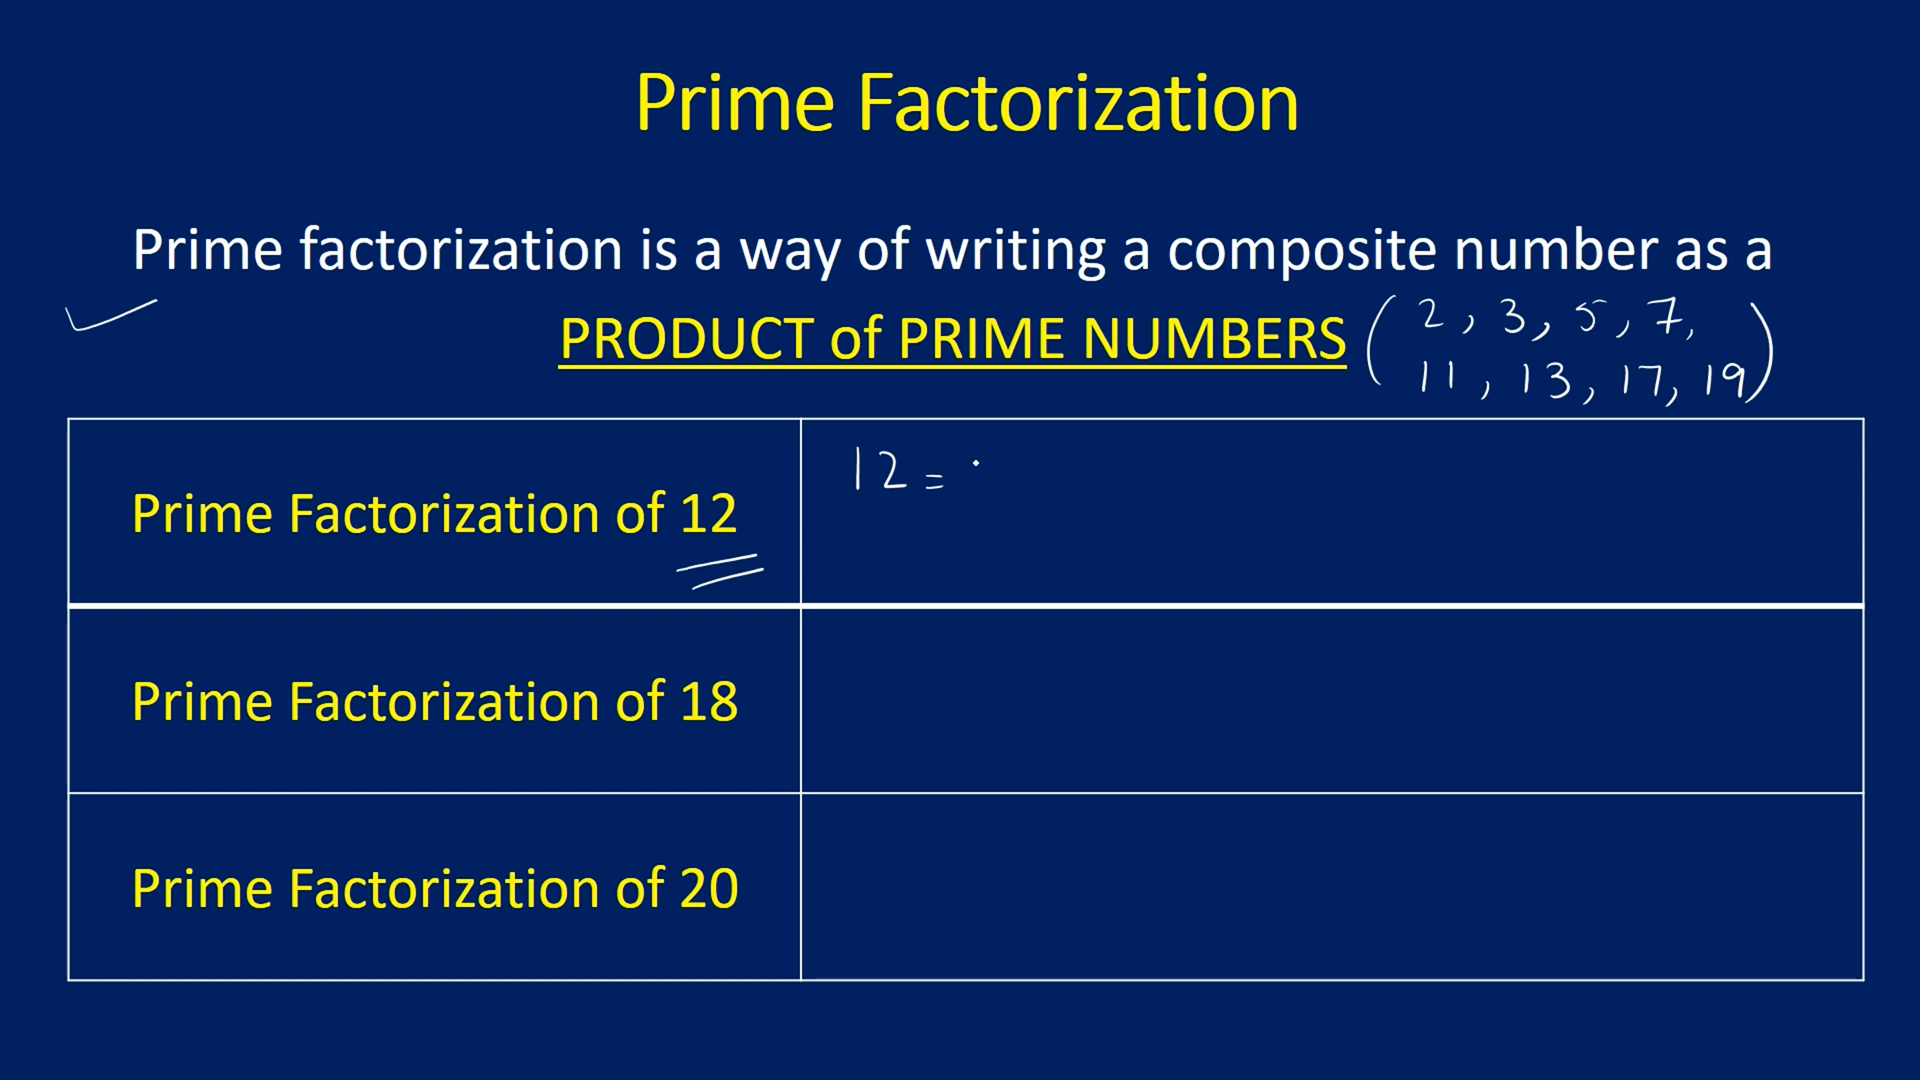 Prime Factorization
Prime factorization is a way of writing a composite number as a
PRODUCT of PRIME NUMBERS
(2, 3, 5, 7,
11, 13, 17, 19)
Prime Factorization of 12
12 =
Prime Factorization of 18
Prime Factorization of 20